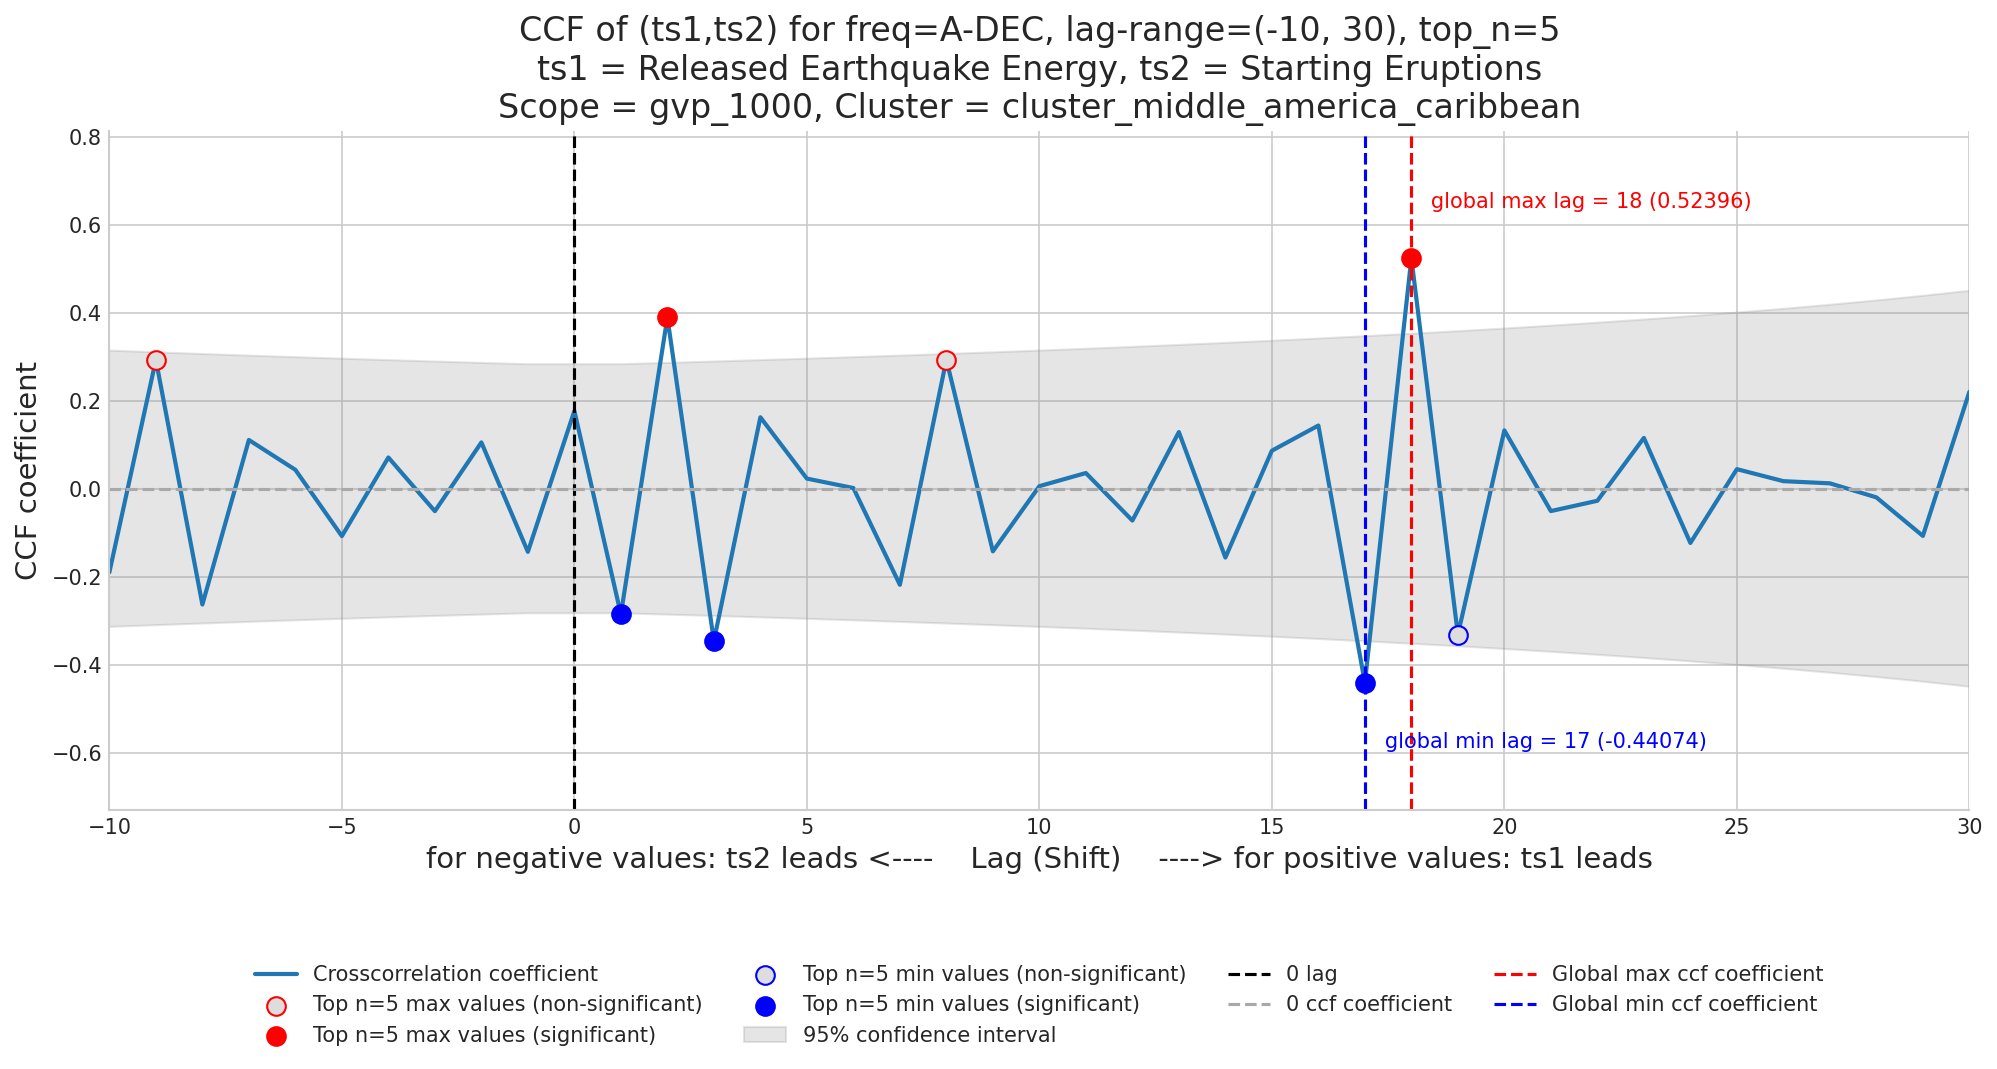 CCF of (ts1,ts2) for freq=A-DEC, lag-range=(-10, 30), top_n=5
ts1 = Released Earthquake Energy, ts2 = Starting Eruptions
Scope = gvp_1000, Cluster = cluster_middle_america_caribbean
CCF coefficient
0.8
0.6
0.4
0.2
0.0
−0.2
−0.4
−0.6
global max lag = 18 (0.52396)
global min lag = 17 (-0.44074)
−10
−5
0
5
10
15
20
25
30
for negative values: ts2 leads <---- Lag (Shift) ----> for positive values: ts1 leads
Crosscorrelation coefficient
Top n=5 max values (non-significant)
Top n=5 max values (significant)
Top n=5 min values (non-significant)
Top n=5 min values (significant)
95% confidence interval
0 lag
0 ccf coefficient
Global max ccf coefficient
Global min ccf coefficient